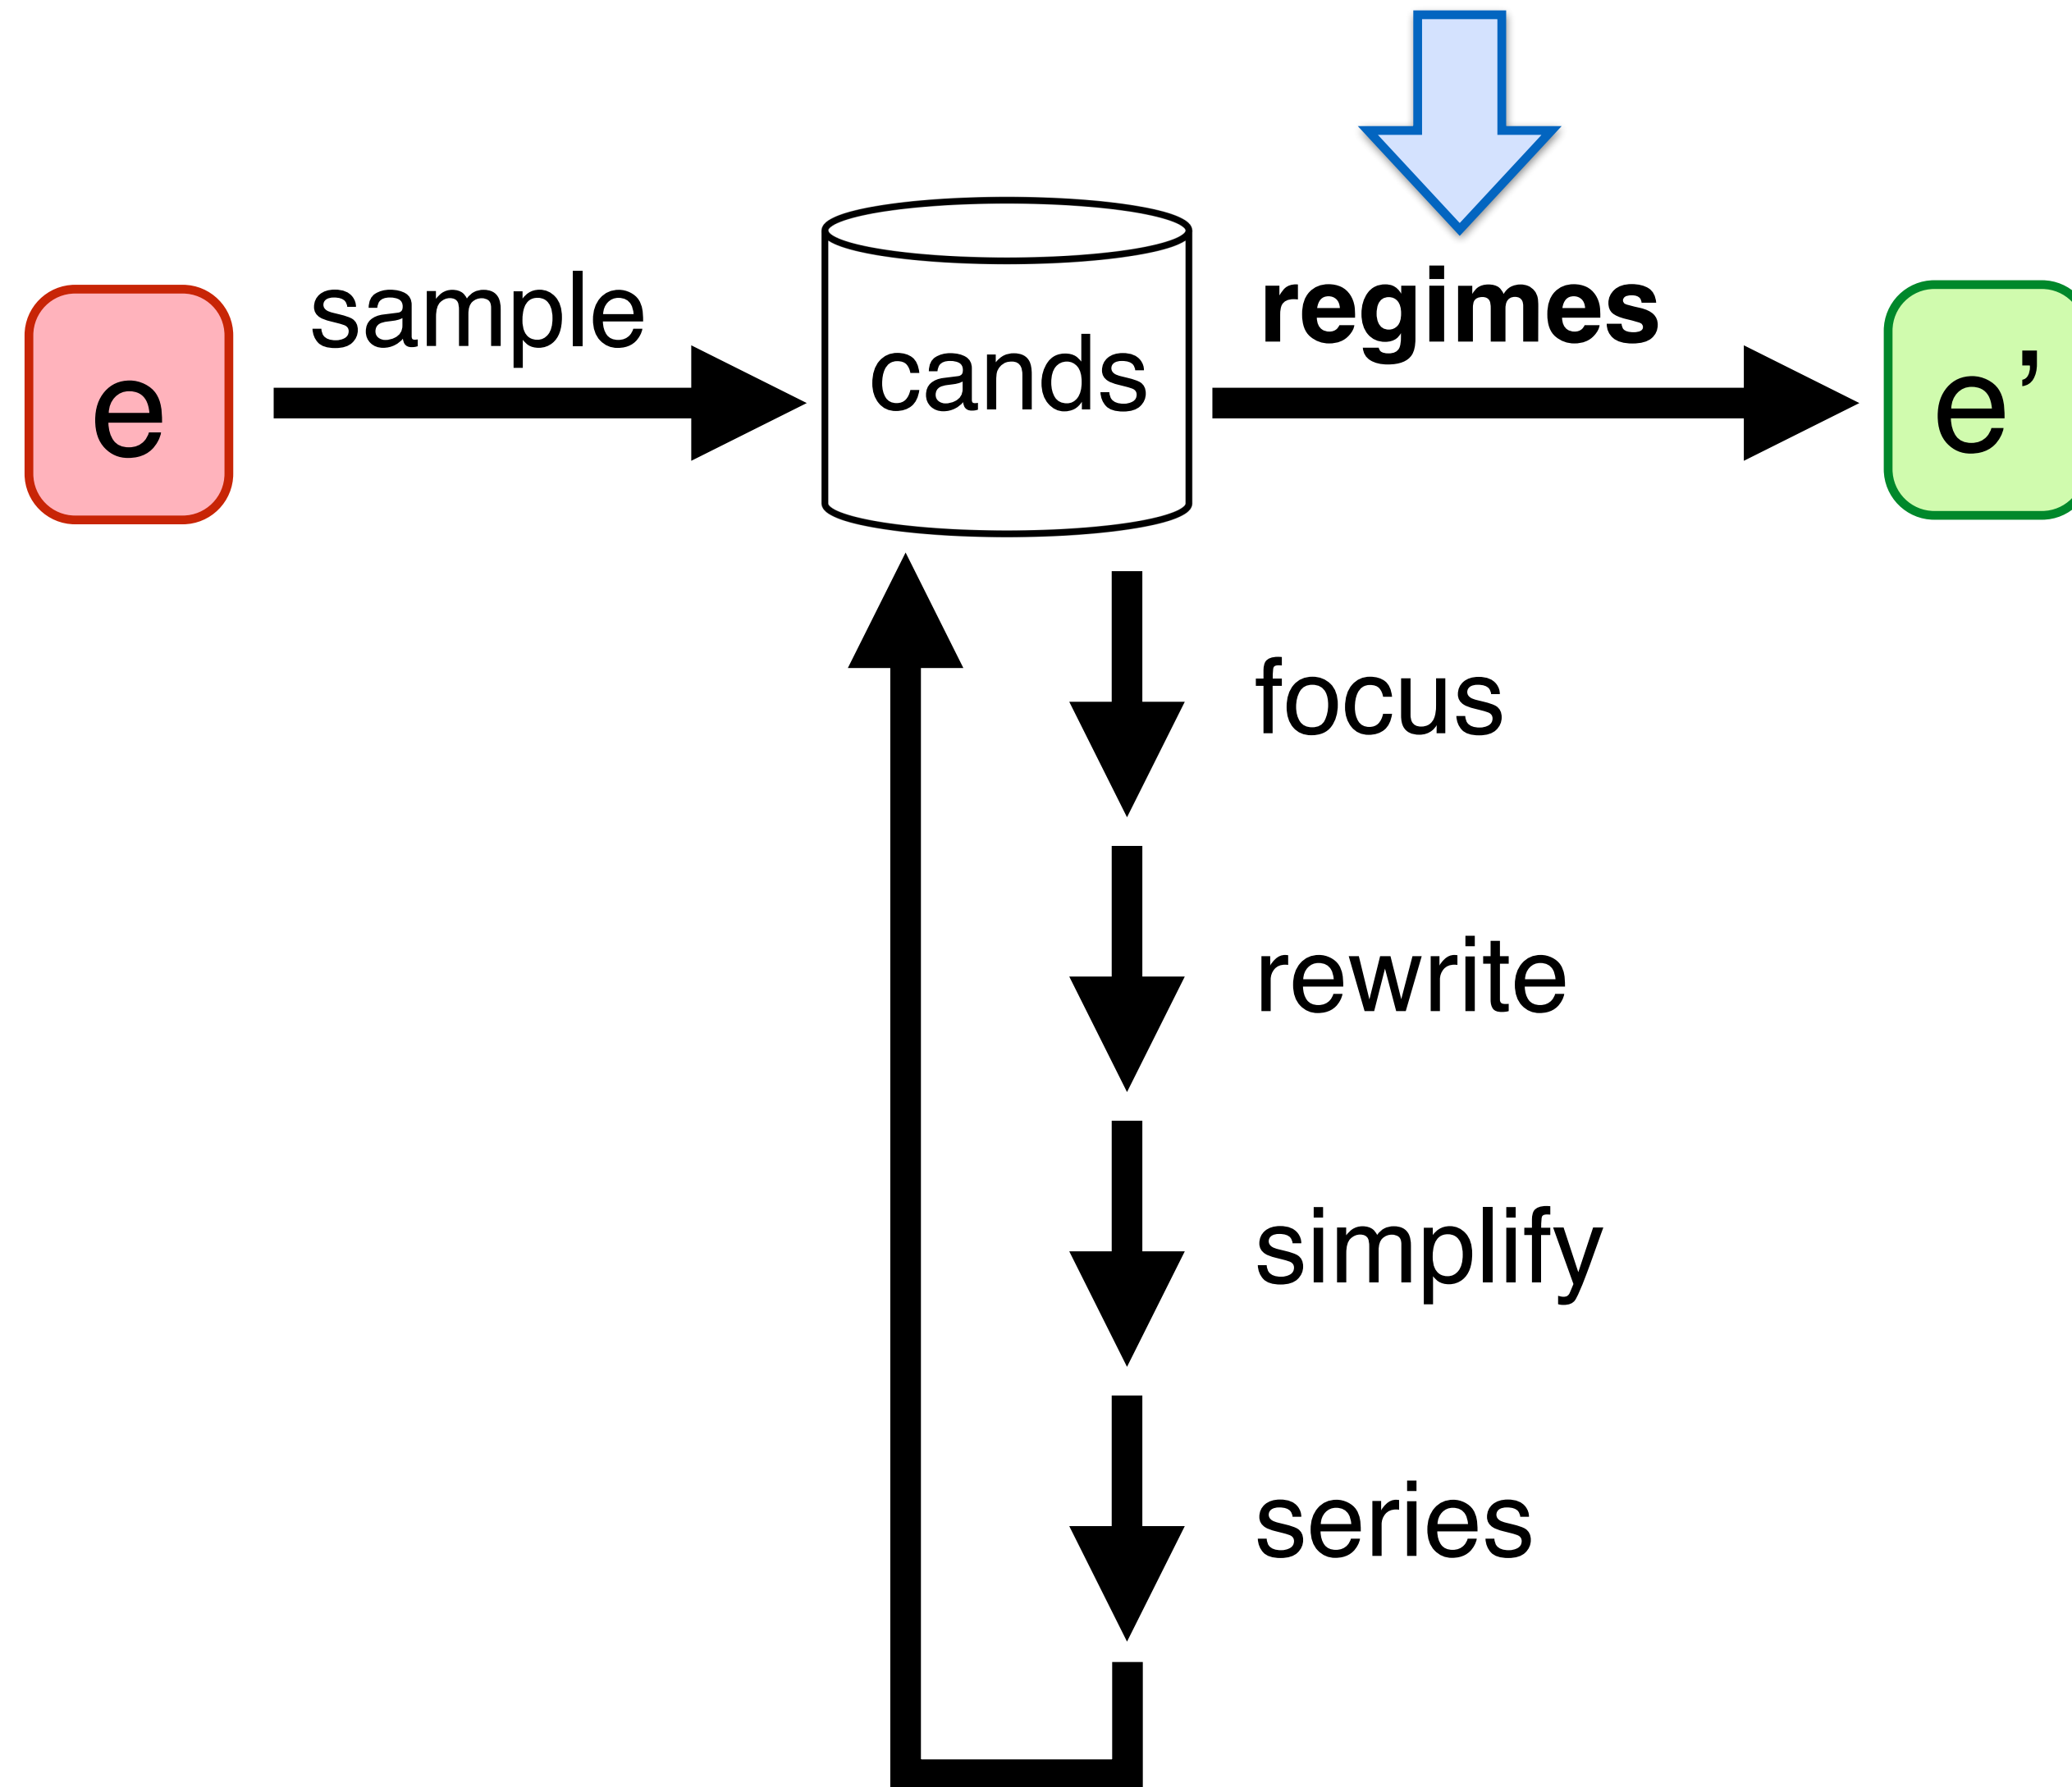 e
sample
cands
regimes
e’
focus
rewrite
simplify
series